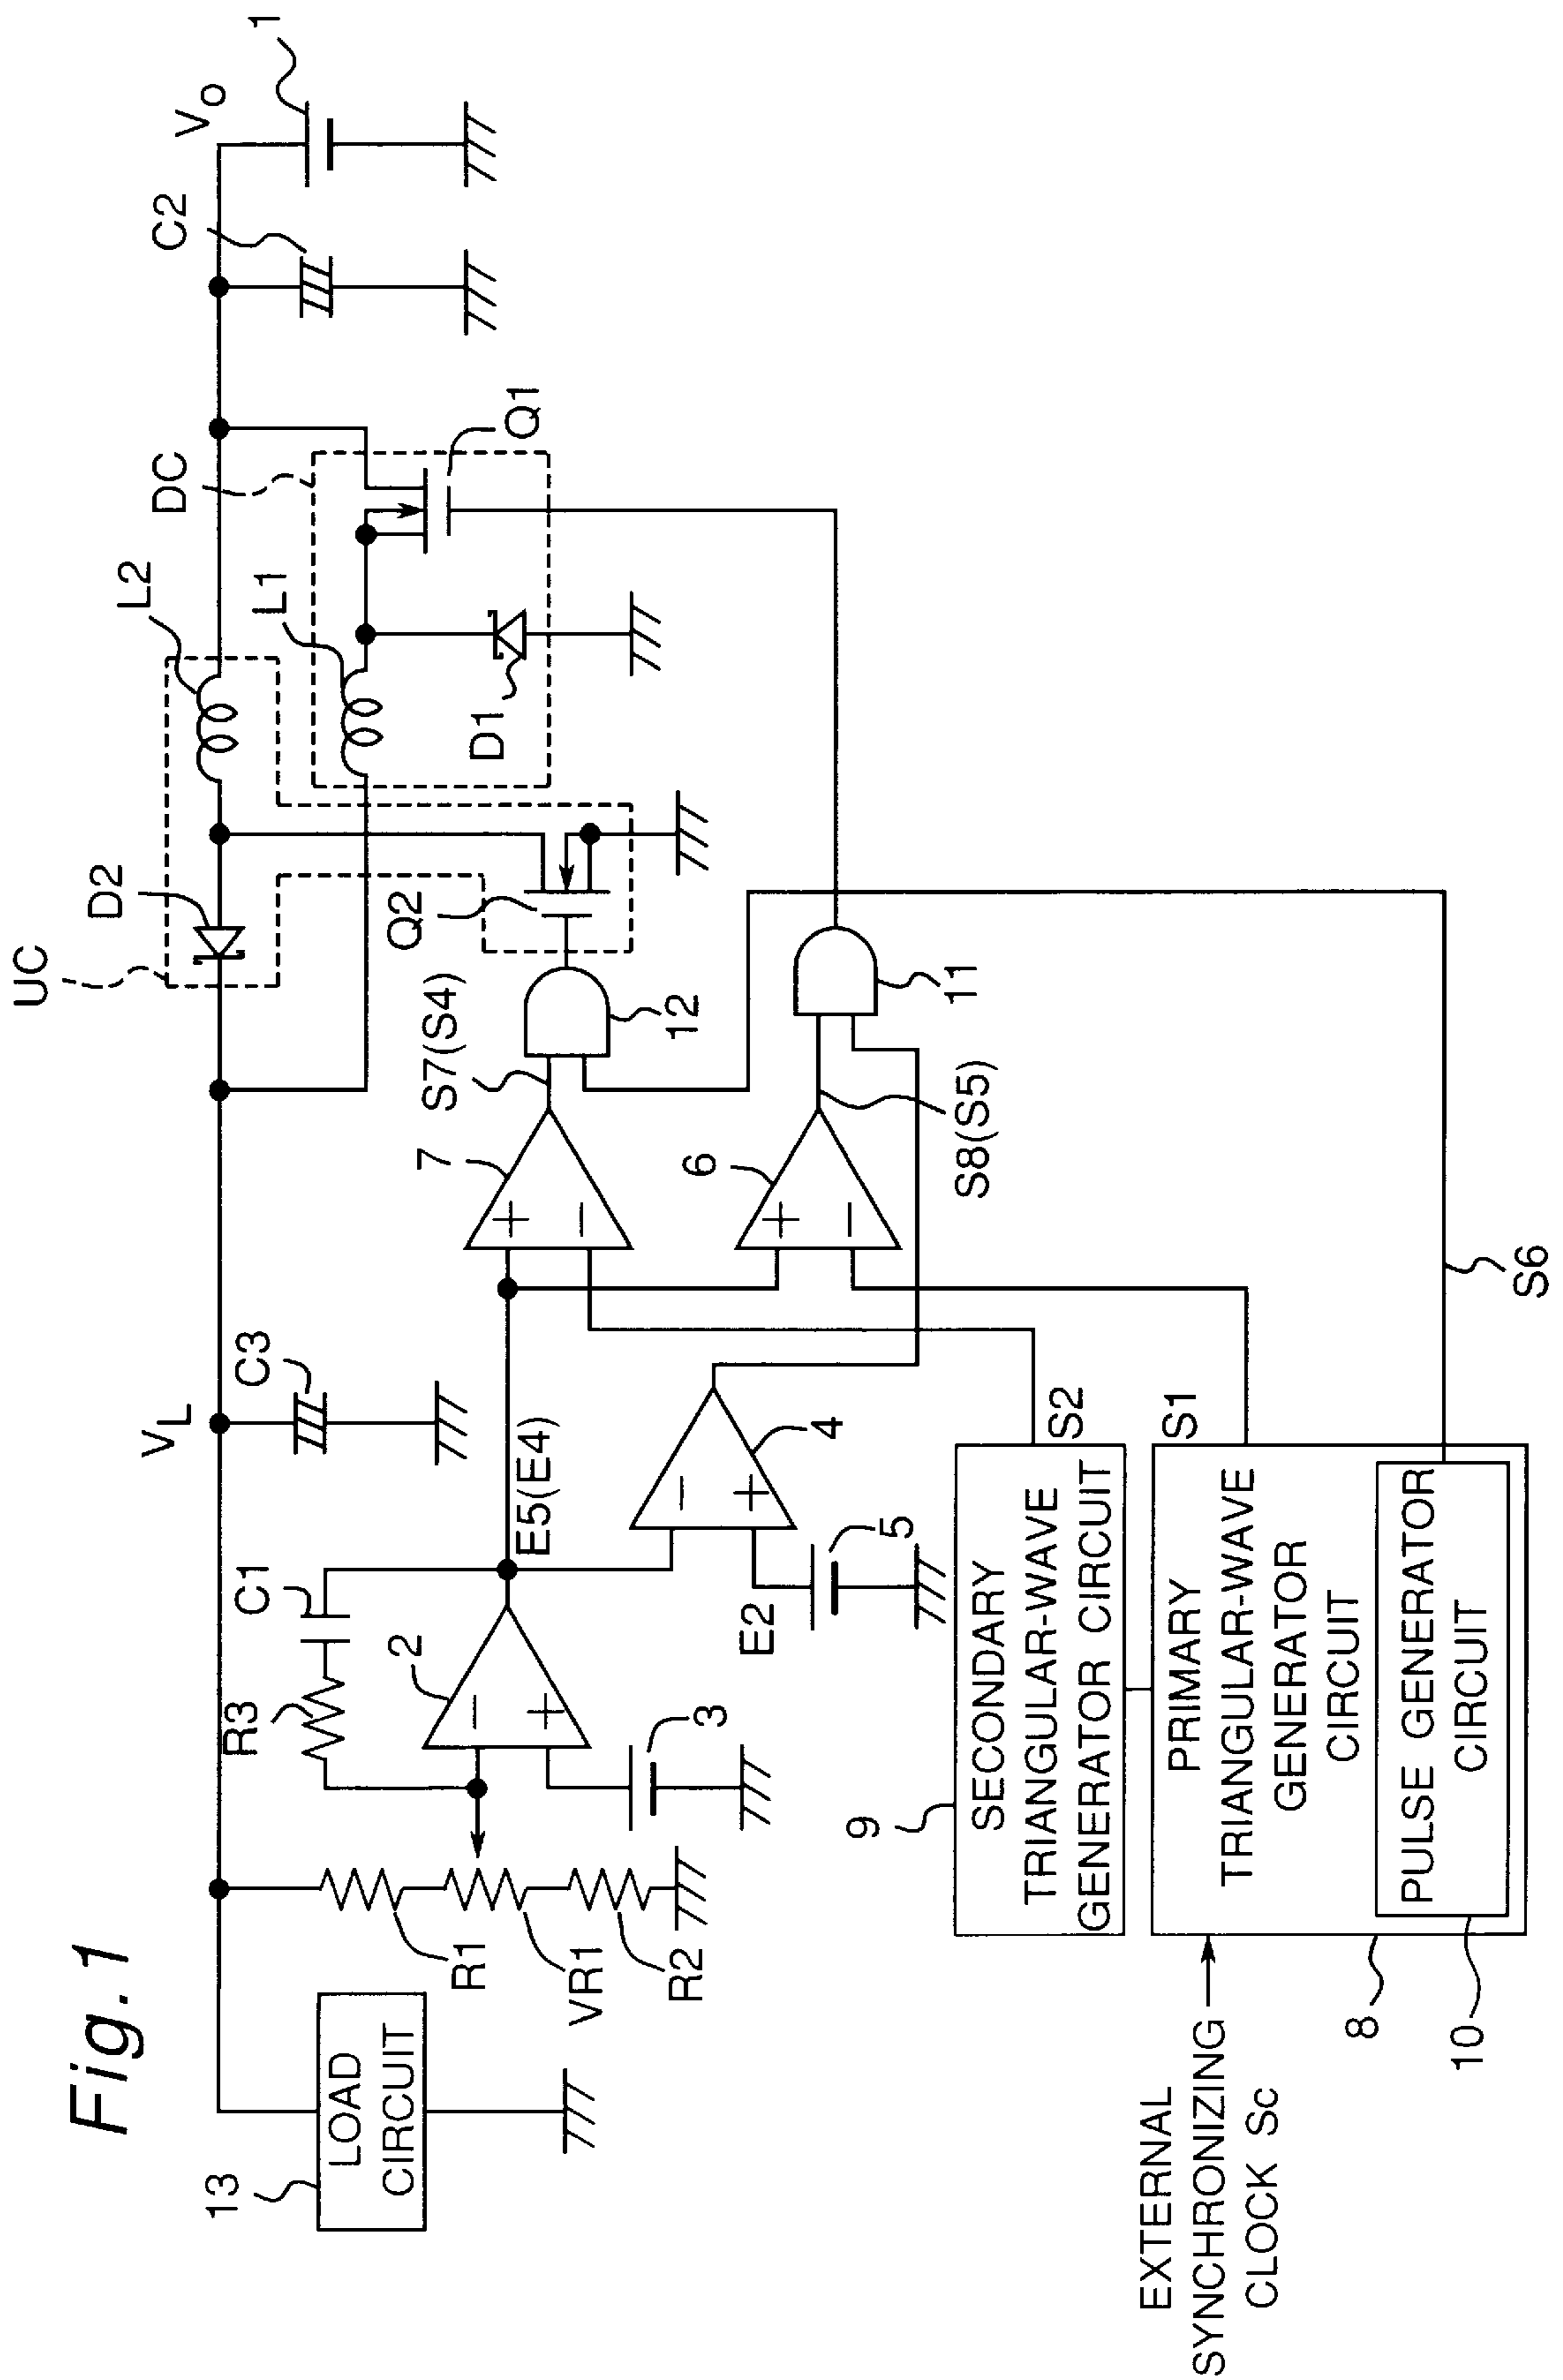 Fig.1
13
LOAD
CIRCUIT
R1
VR1
R2
R3
C1
2
3
E5(E4)
VL
C3
4
E2
5
7
6
S7(S4)
S8(S5)
12
11
UC
D2
Q2
L2
L1
D1
DC
Q1
C2
VO
1
9
SECONDARY
TRIANGULAR-WAVE
GENERATOR CIRCUIT
S2
PRIMARY
TRIANGULAR-WAVE
GENERATOR
CIRCUIT
S1
PULSE GENERATOR
CIRCUIT
S6
8
10
EXTERNAL
SYNCHRONIZING
CLOCK Sc